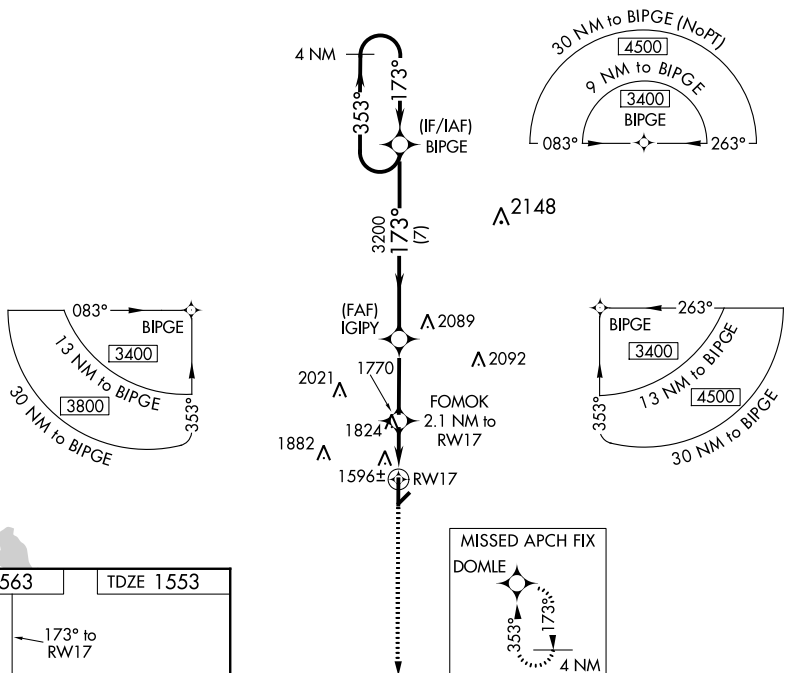 4 NM
353°
173°
(IF/IAF)
BIPGE
30 NM to BIPGE (NoPT)
4500
9 NM to BIPGE
3400
BIPGE
083°
263°
3200
173°
(7)
2148
083°
BIPGE
13 NM to BIPGE
3400
30 NM to BIPGE
3800
353°
(FAF)
IGIPY
2089
2092
1770
2021
FOMOK
2.1 NM to
RW17
1824
1882
1596±
RW17
263°
BIPGE
3400
13 NM to BIPGE
4500
353°
30 NM to BIPGE
563
TDZE 1553
173° to
RW17
MISSED APCH FIX
DOMLE
353°
173°
4 NM